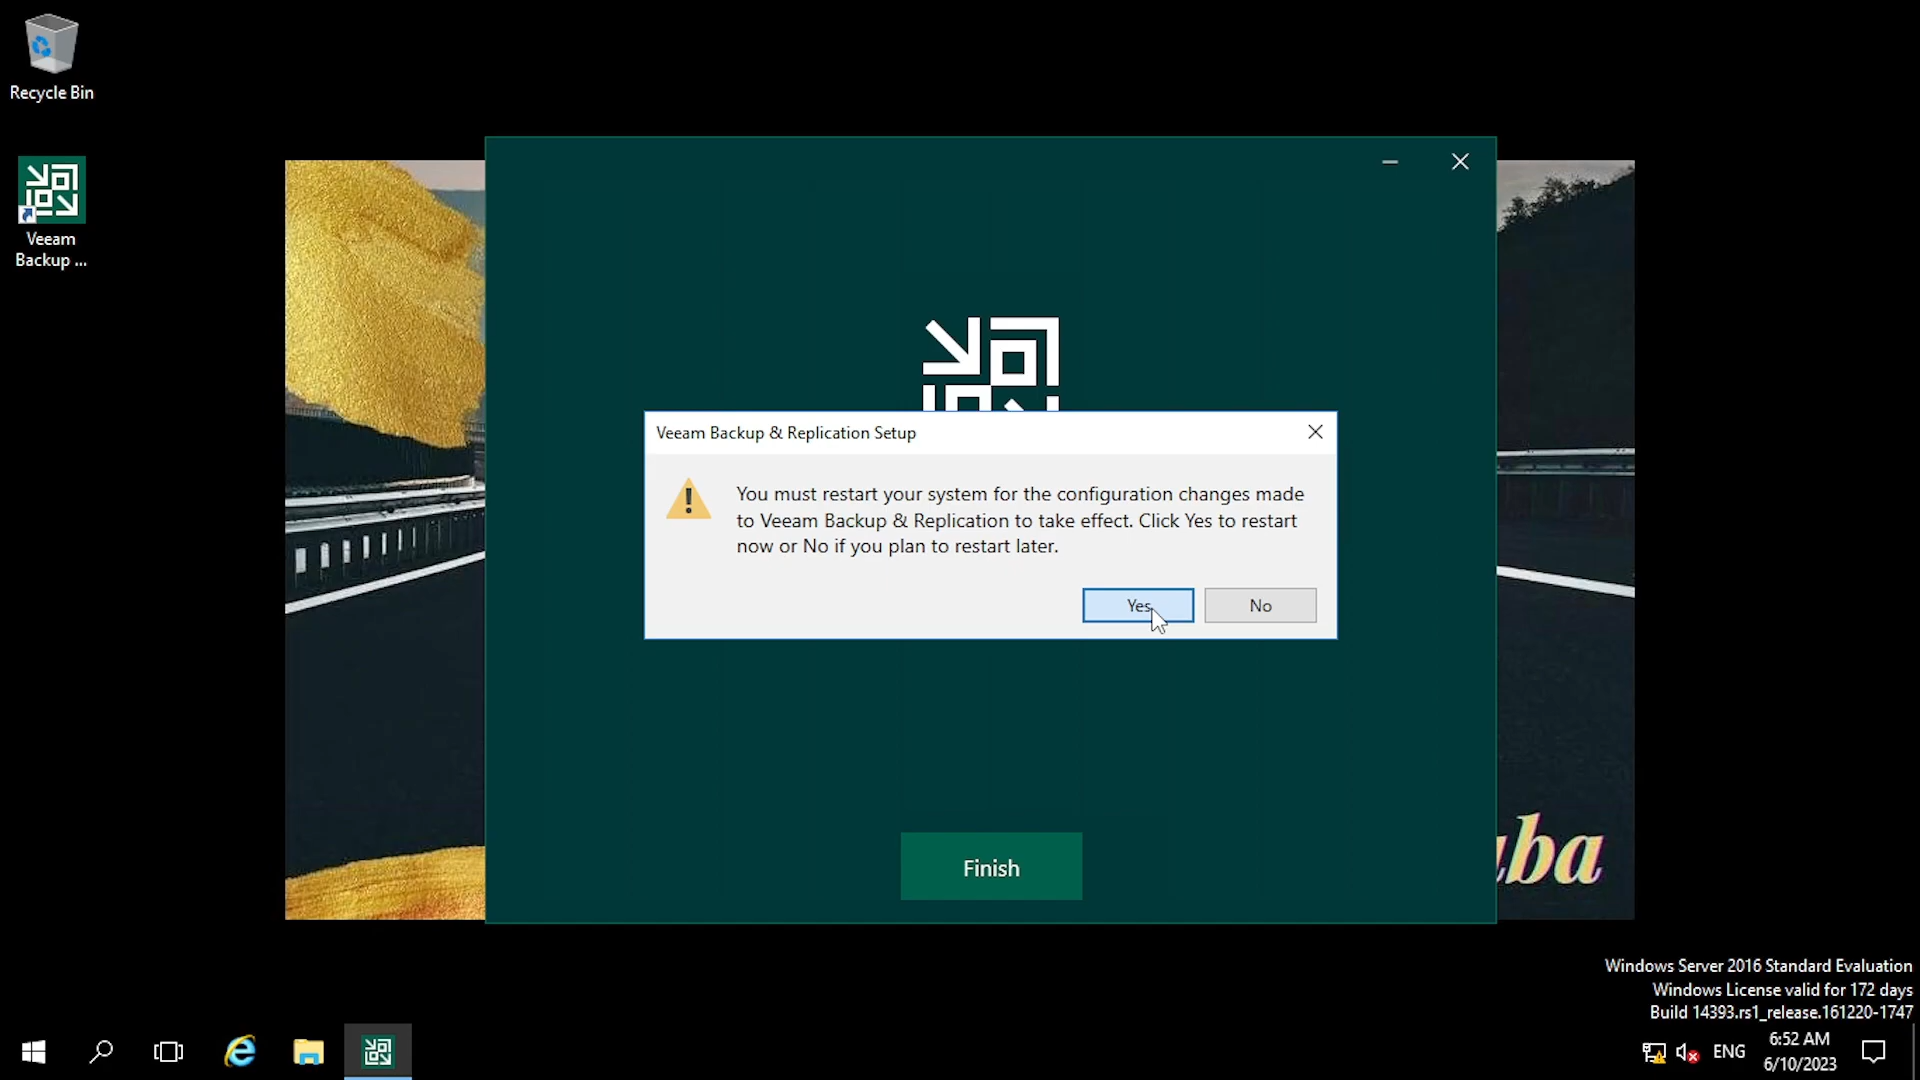 Recycle Bin
Veeam
Backup ...
Veeam Backup & Replication Setup
You must restart your system for the configuration changes made
to Veeam Backup & Replication to take effect. Click Yes to restart
now or No if you plan to restart later.
Yes
No
Finish
Windows Server 2016 Standard Evaluation
Windows License valid for 172 days
Build 14393.rs1_release.161220-1747
ENG
6:52 AM
6/10/2023